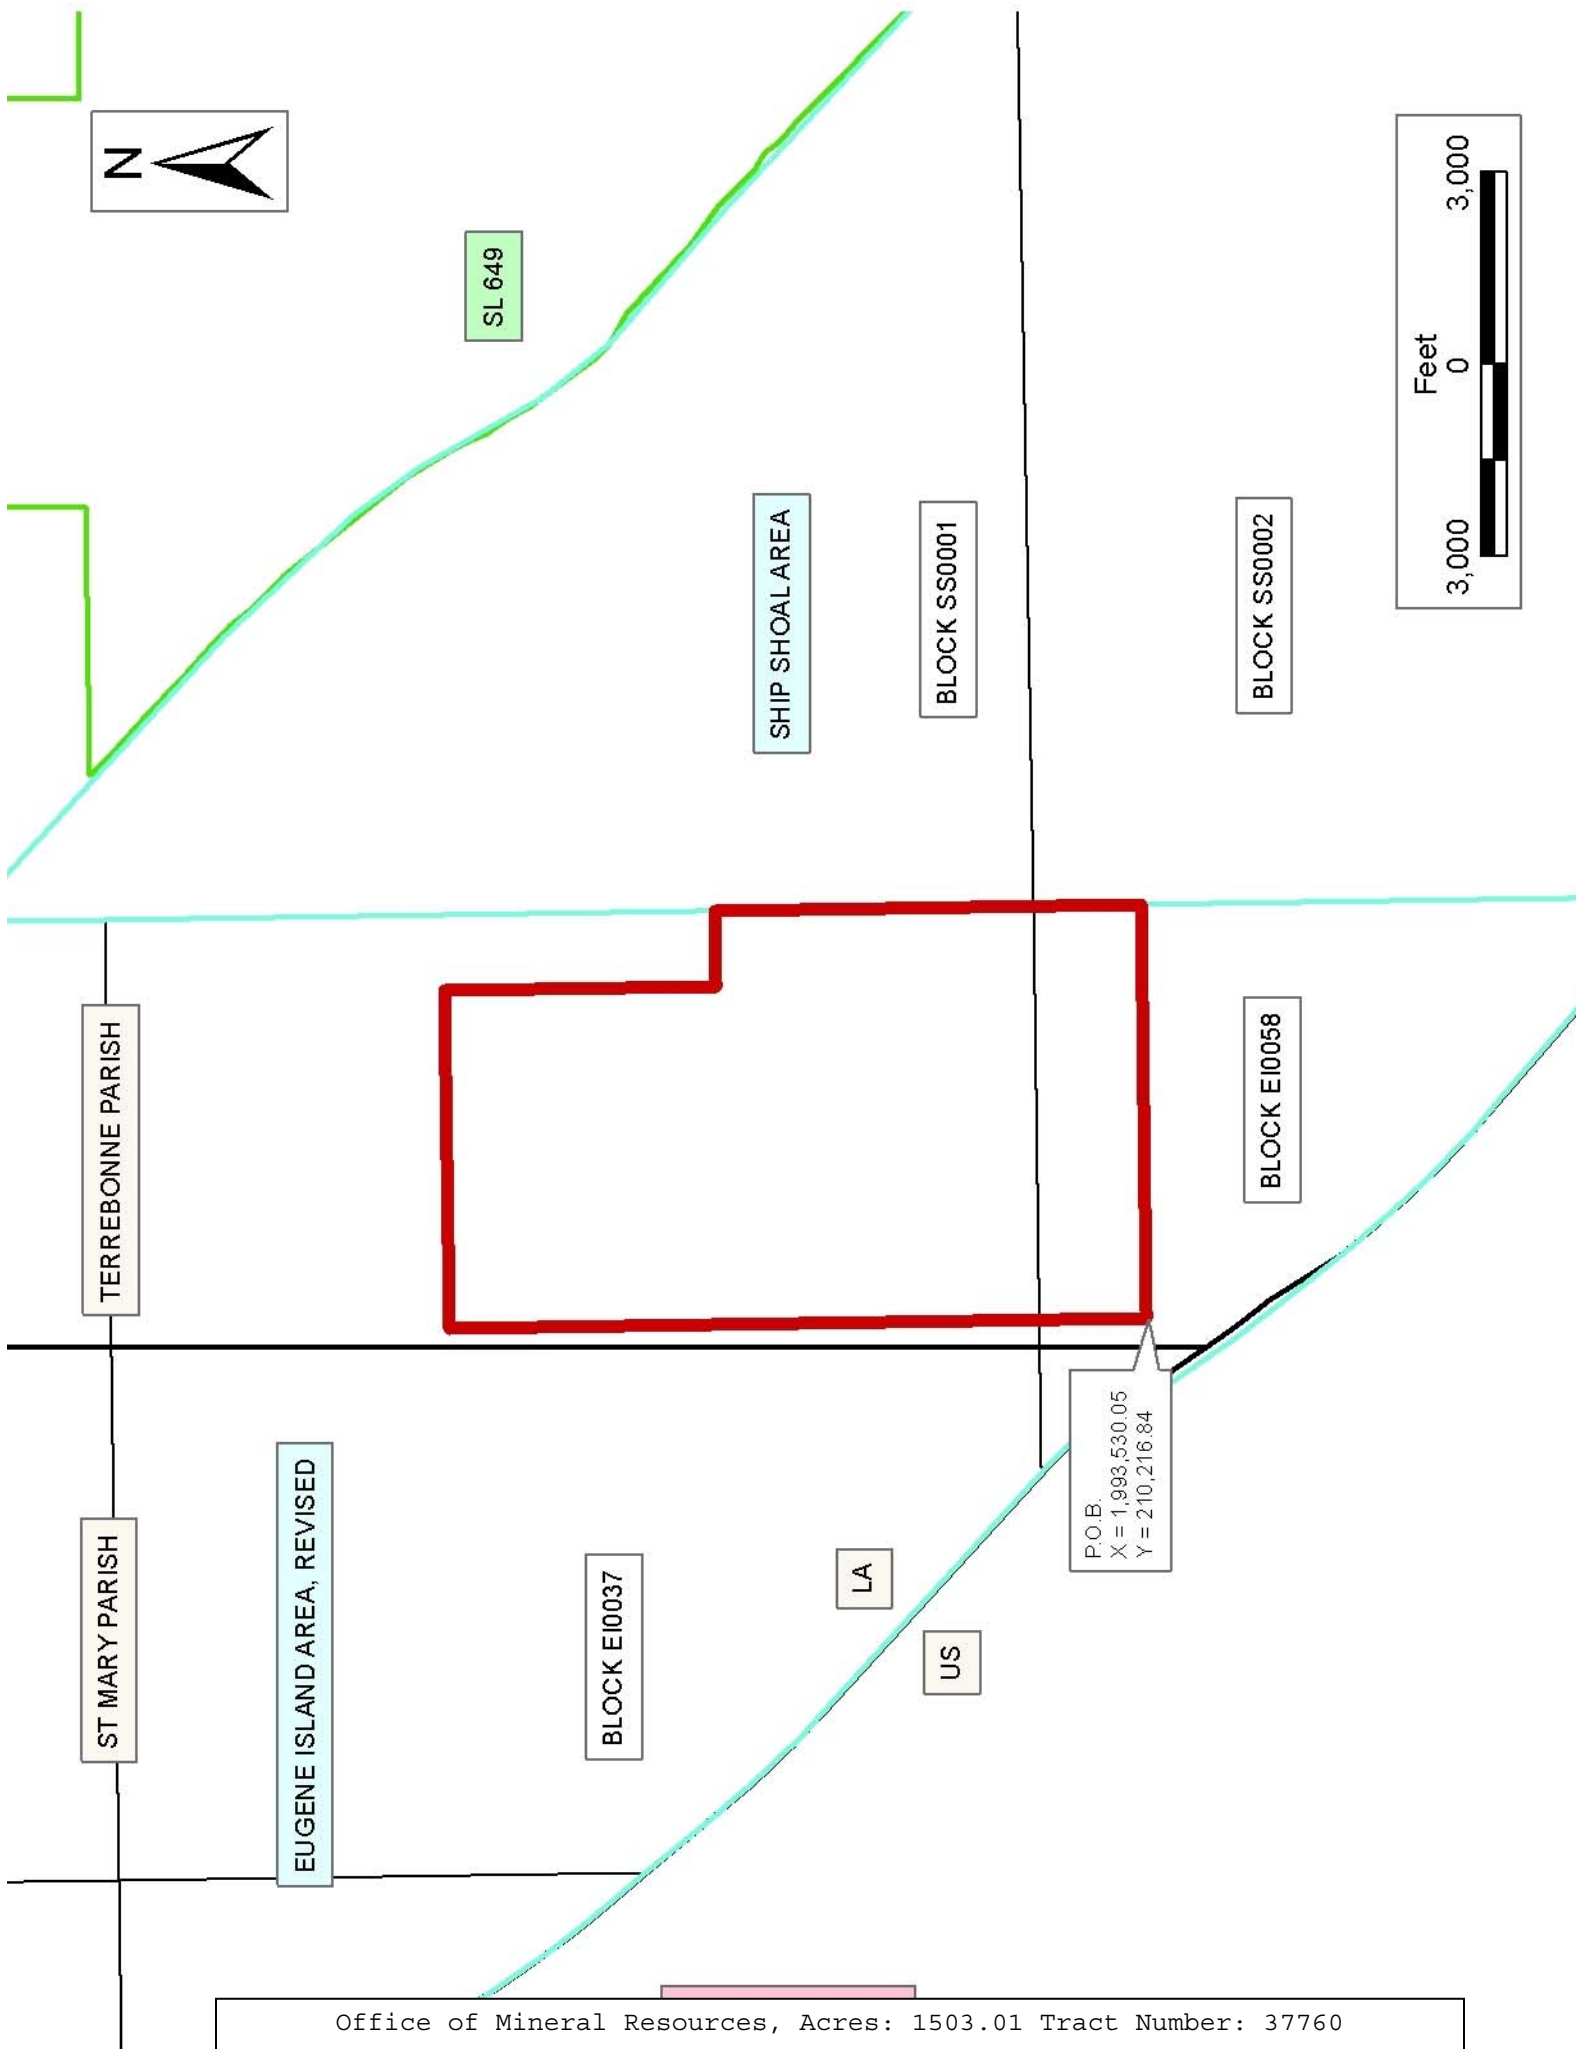 N
SL 649
TERREBONNE PARISH
ST MARY PARISH
EUGENE ISLAND AREA, REVISED
BLOCK EI0037
SHIP SHOAL AREA
BLOCK SS0001
BLOCK SS0002
BLOCK EI0058
LA
US
P.O.B.
X = 1,993,530.05
Y = 210,216.84
Feet
3,000 0 3,000
Office of Mineral Resources, Acres: 1503.01 Tract Number: 37760